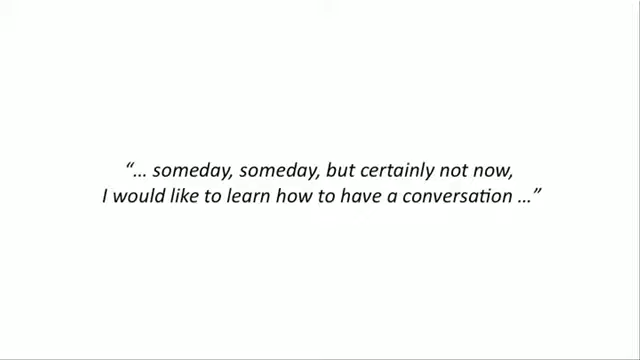 “... someday, someday, but certainly not now,
I would like to learn how to have a conversation ...”